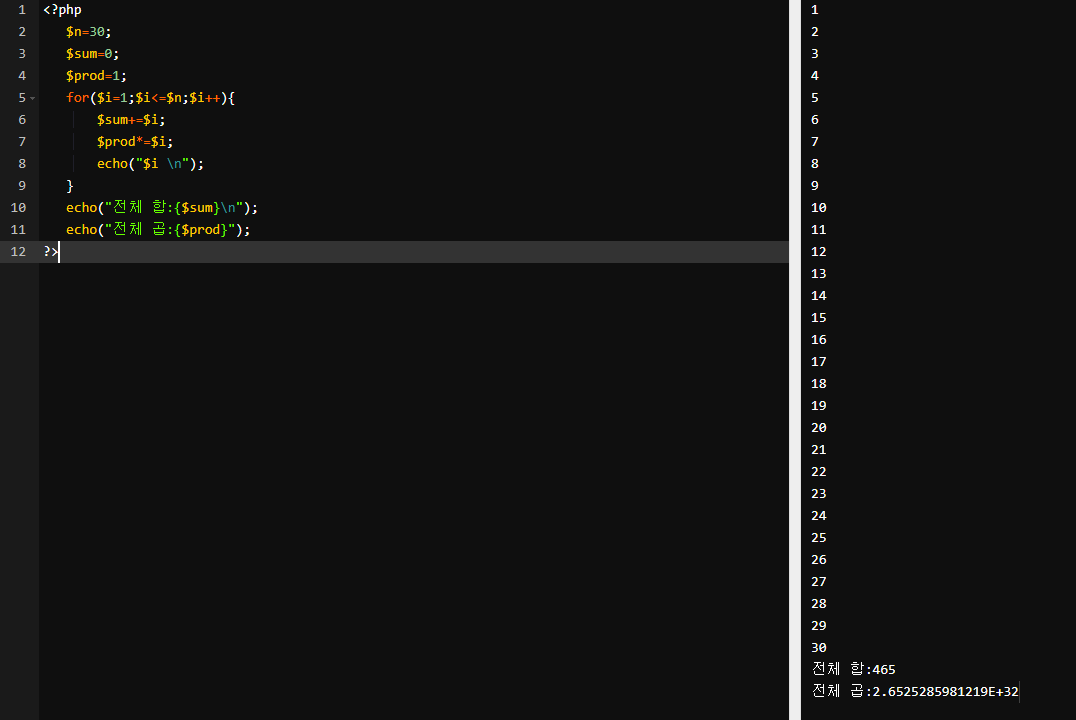 1 <?php
2 $n=30;
3 $sum=0;
4 $prod=1;
5 for($i=1;$i<=$n;$i++){
6 $sum+=$i;
7 $prod*=$i;
8 echo("$i \n");
9 }
10 echo("전체 합:{$sum}\n");
11 echo("전체 곱:{$prod}");
12 ?>
1
2
3
4
5
6
7
8
9
10
11
12
13
14
15
16
17
18
19
20
21
22
23
24
25
26
27
28
29
30
전체 합:465
전체 곱:2.6525285981219E+32